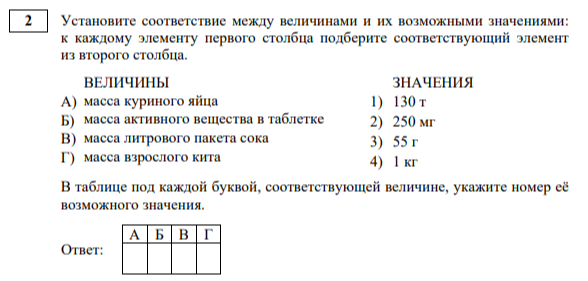 2 Установите соответствие между величинами и их возможными значениями:
к каждому элементу первого столбца подберите соответствующий элемент
из второго столбца.
ВЕЛИЧИНЫ ЗНАЧЕНИЯ
А) масса куриного яйца 1) 130 т
Б) масса активного вещества в таблетке 2) 250 мг
В) масса литрового пакета сока 3) 55 г
Г) масса взрослого кита 4) 1 кг
В таблице под каждой буквой, соответствующей величине, укажите номер её
возможного значения.
А Б В Г
Ответ: